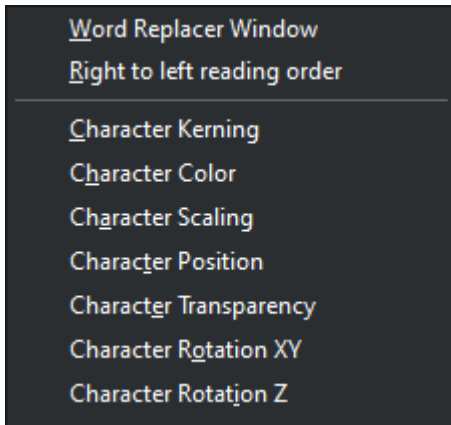 Word Replacer Window
Right to left reading order
Character Kerning
Character Color
Character Scaling
Character Position
Character Transparency
Character Rotation XY
Character Rotation Z